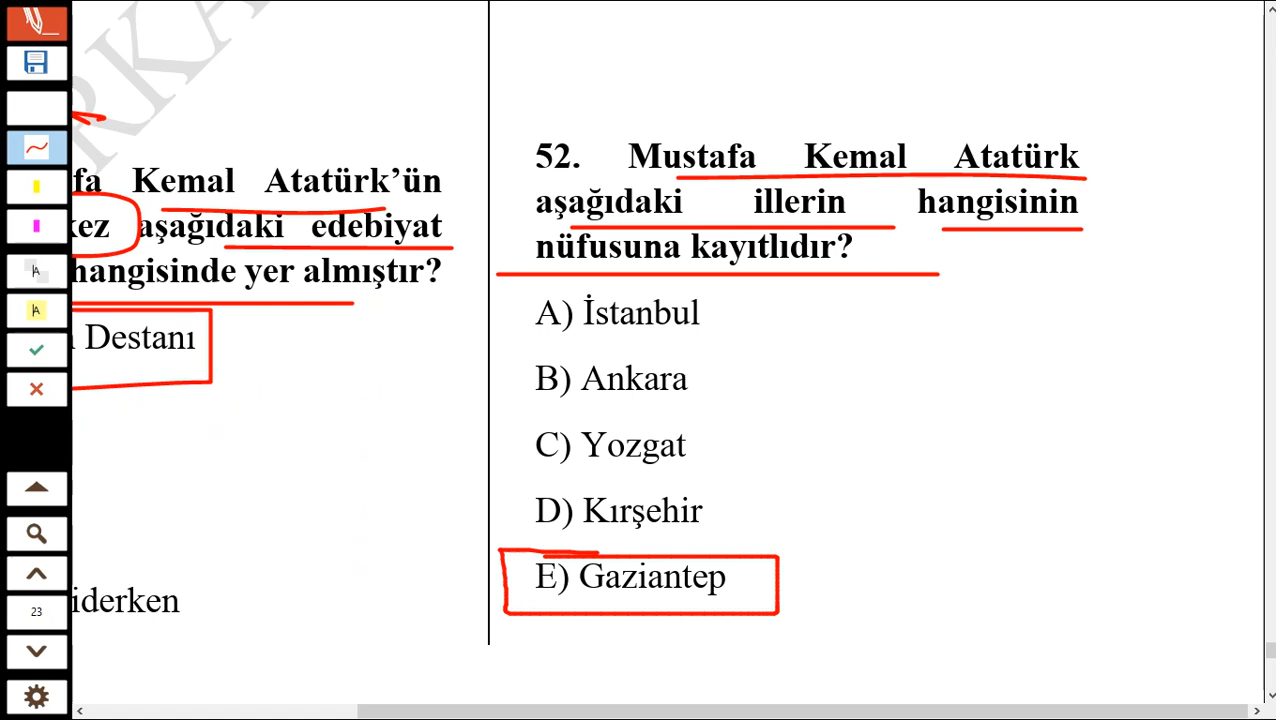 RKA
fa Kemal Atatürk’ün
kez aşağıdaki edebiyat
hangisinde yer almıştır?
Destanı
iderken
52. Mustafa Kemal Atatürk
aşağıdaki illerin hangisinin
nüfusuna kayıtlıdır?
A) İstanbul
B) Ankara
C) Yozgat
D) Kırşehir
E) Gaziantep
23